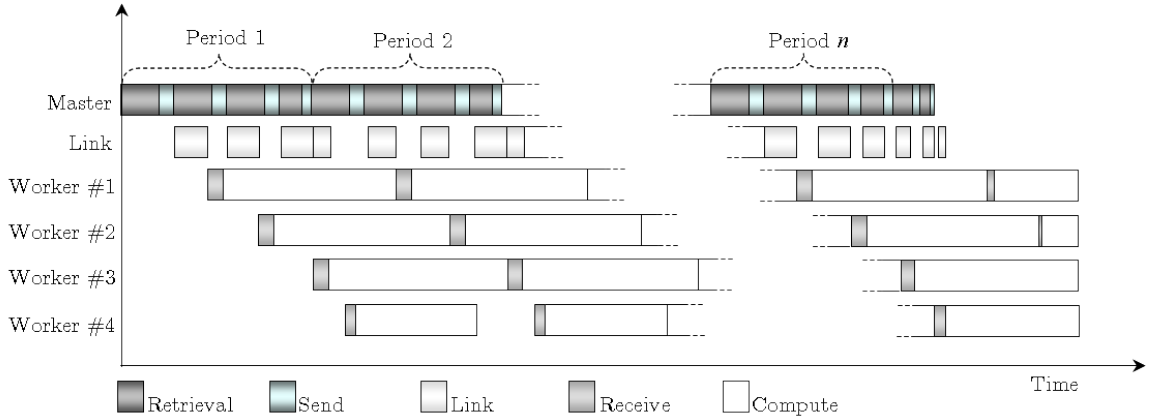 Period 1
Period 2
Period n
Master
Link
Worker #1
Worker #2
Worker #3
Worker #4
Time
Retrieval
Send
Link
Receive
Compute